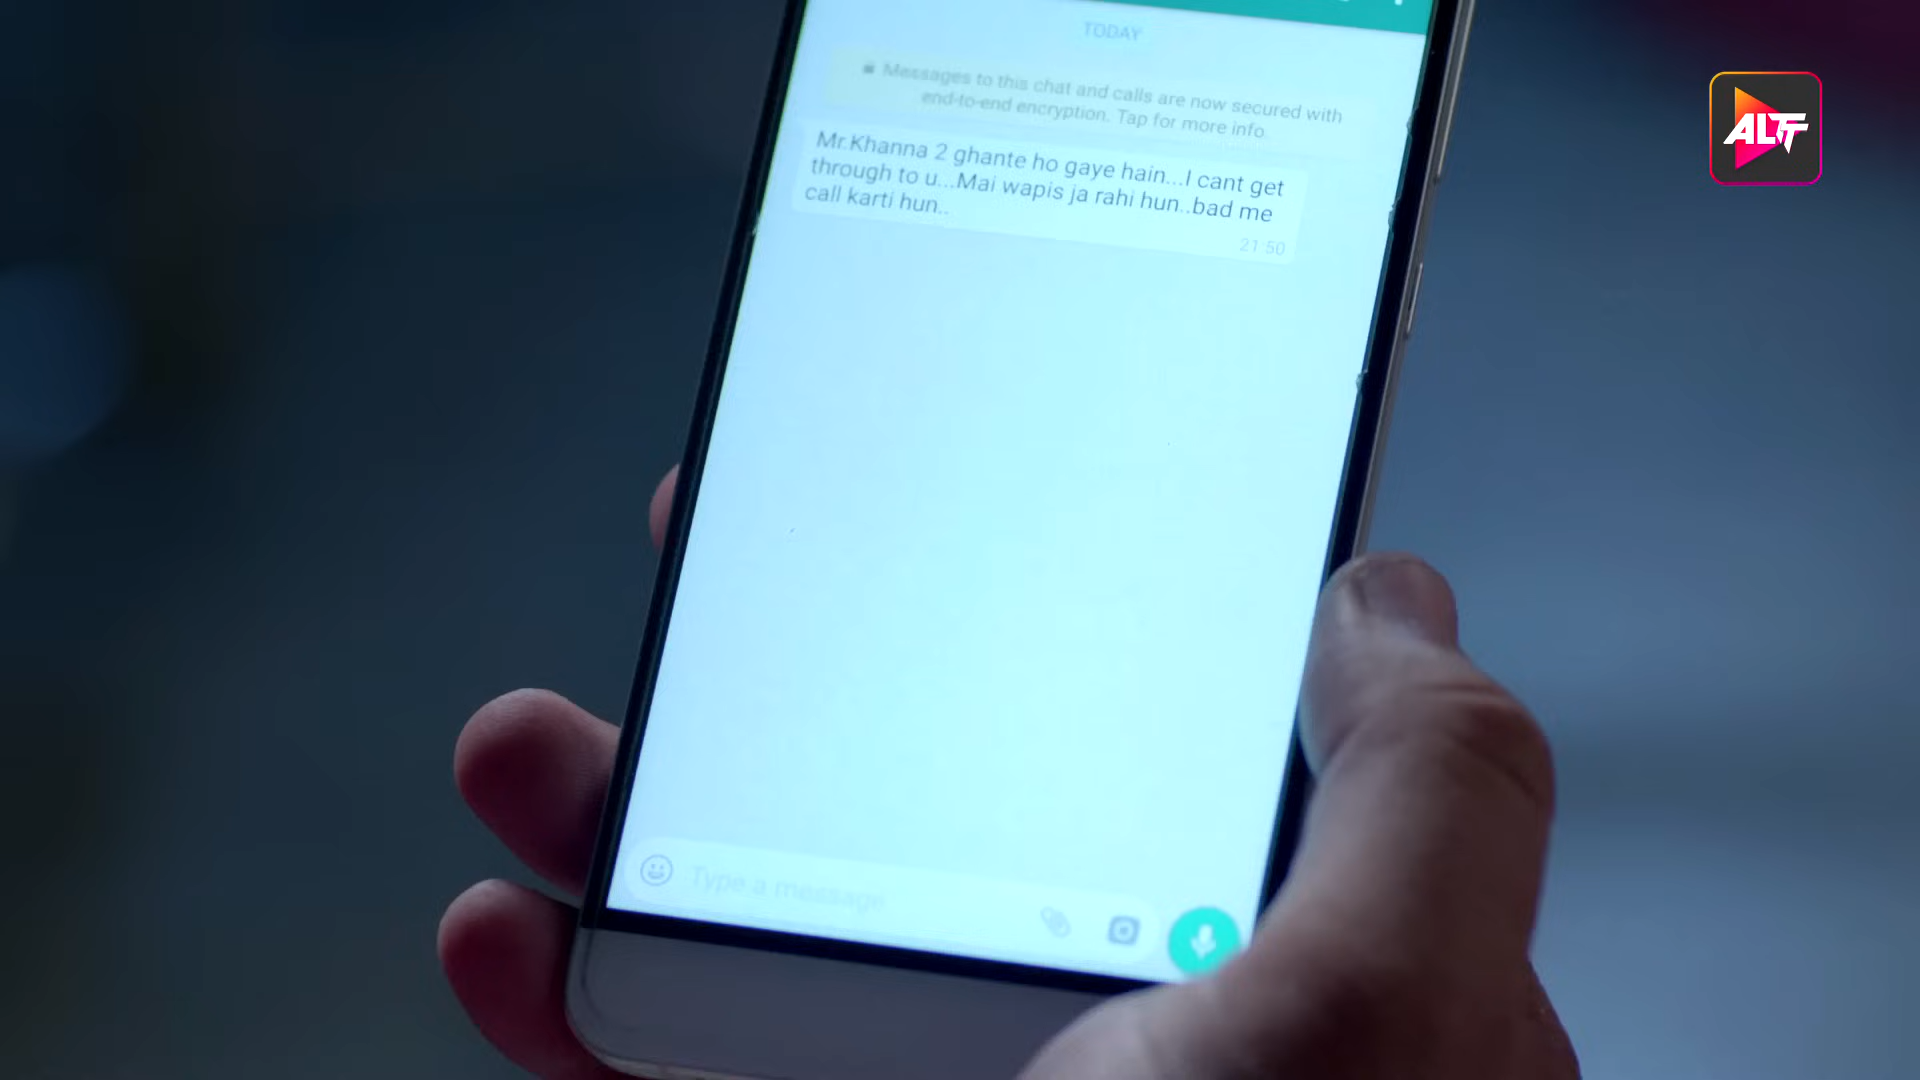 TODAY
Messages to this chat and calls are now secured with
end-to-end encryption. Tap for more info.
Mr.Khanna 2 ghante ho gaye hain...I cant get
through to u...Mai wapis ja rahi hun..bad me
call karti hun..
21:50
Type a message
ALTT